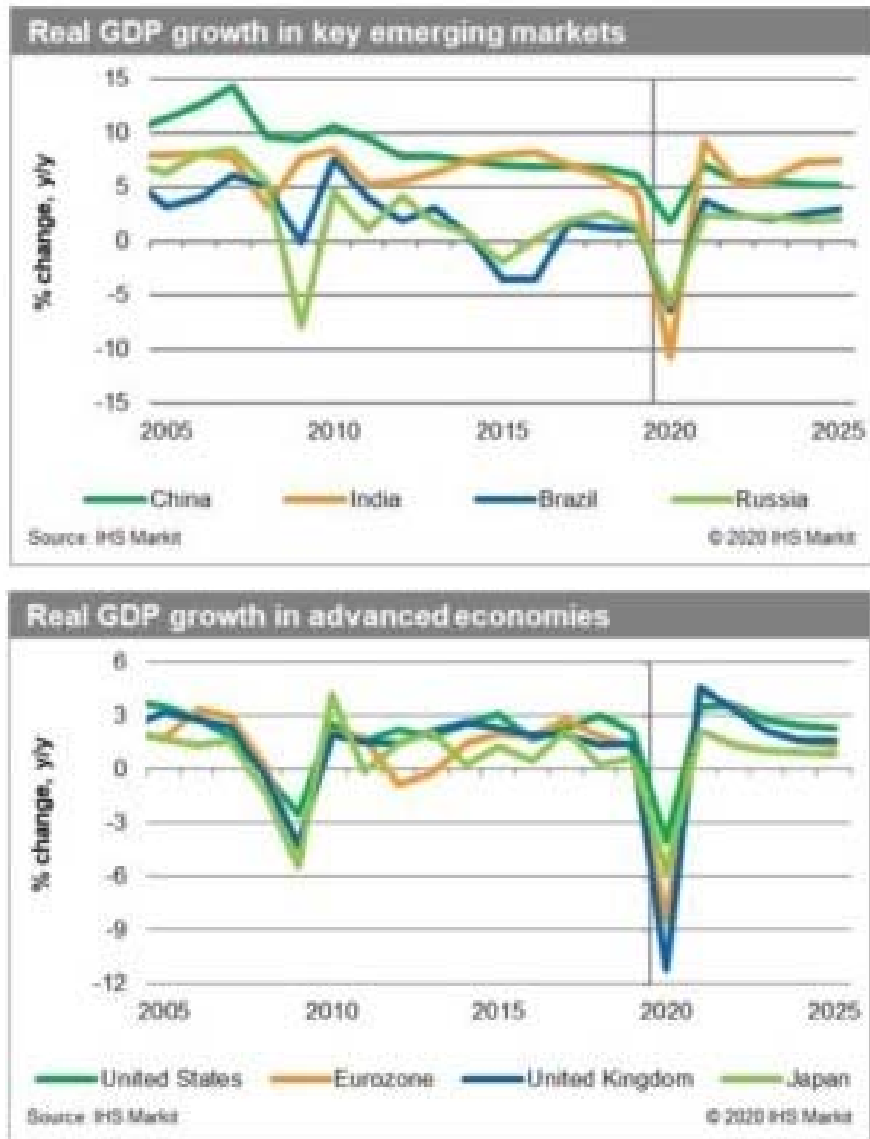 Real GDP growth in key emerging markets
15
10
5
0
-5
-10
-15
% change, y/y
2005 2010 2015 2020 2025
China India Brazil Russia
Source: IHS Markit © 2020 IHS Markit
Real GDP growth in advanced economies
6
3
0
-3
-6
-9
-12
% change, y/y
2005 2010 2015 2020 2025
United States Eurozone United Kingdom Japan
Source: IHS Markit © 2020 IHS Markit